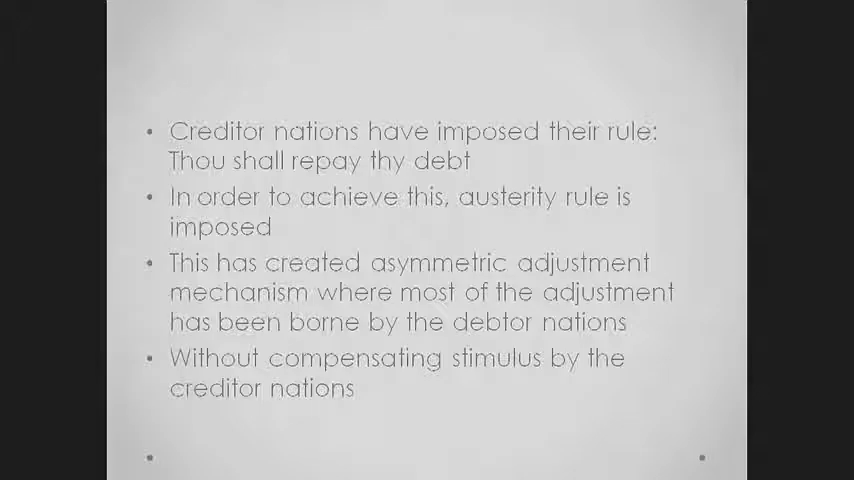 • Creditor nations have imposed their rule:
Thou shall repay thy debt
• In order to achieve this, austerity rule is
imposed
• This has created asymmetric adjustment
mechanism where most of the adjustment
has been borne by the debtor nations
• Without compensating stimulus by the
creditor nations